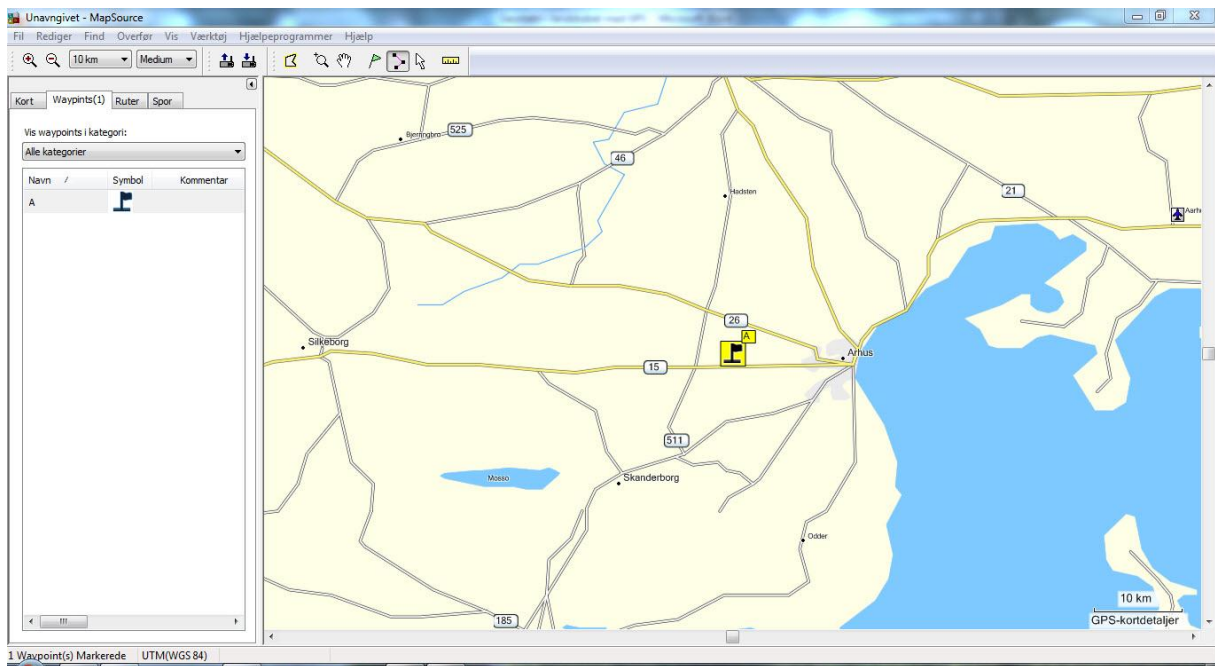 Unavngivet - MapSource
Fil Rediger Find Overfør Vis Værktøj Hjælpeprogrammer Hjælp
10 km Medium
Kort Waypints(1) Ruter Spor
Vis waypoints i kategori:
Alle kategorier
Navn Symbol Kommentar
A
Bjerringbro
525
46
Hadsten
21
Aarh
26
A
Silkeborg
Arhus
15
511
Mosso
Skanderborg
Odder
185
10 km
GPS-kortdetaljer
1 Waypoint(s) Markerede UTM(WGS 84)